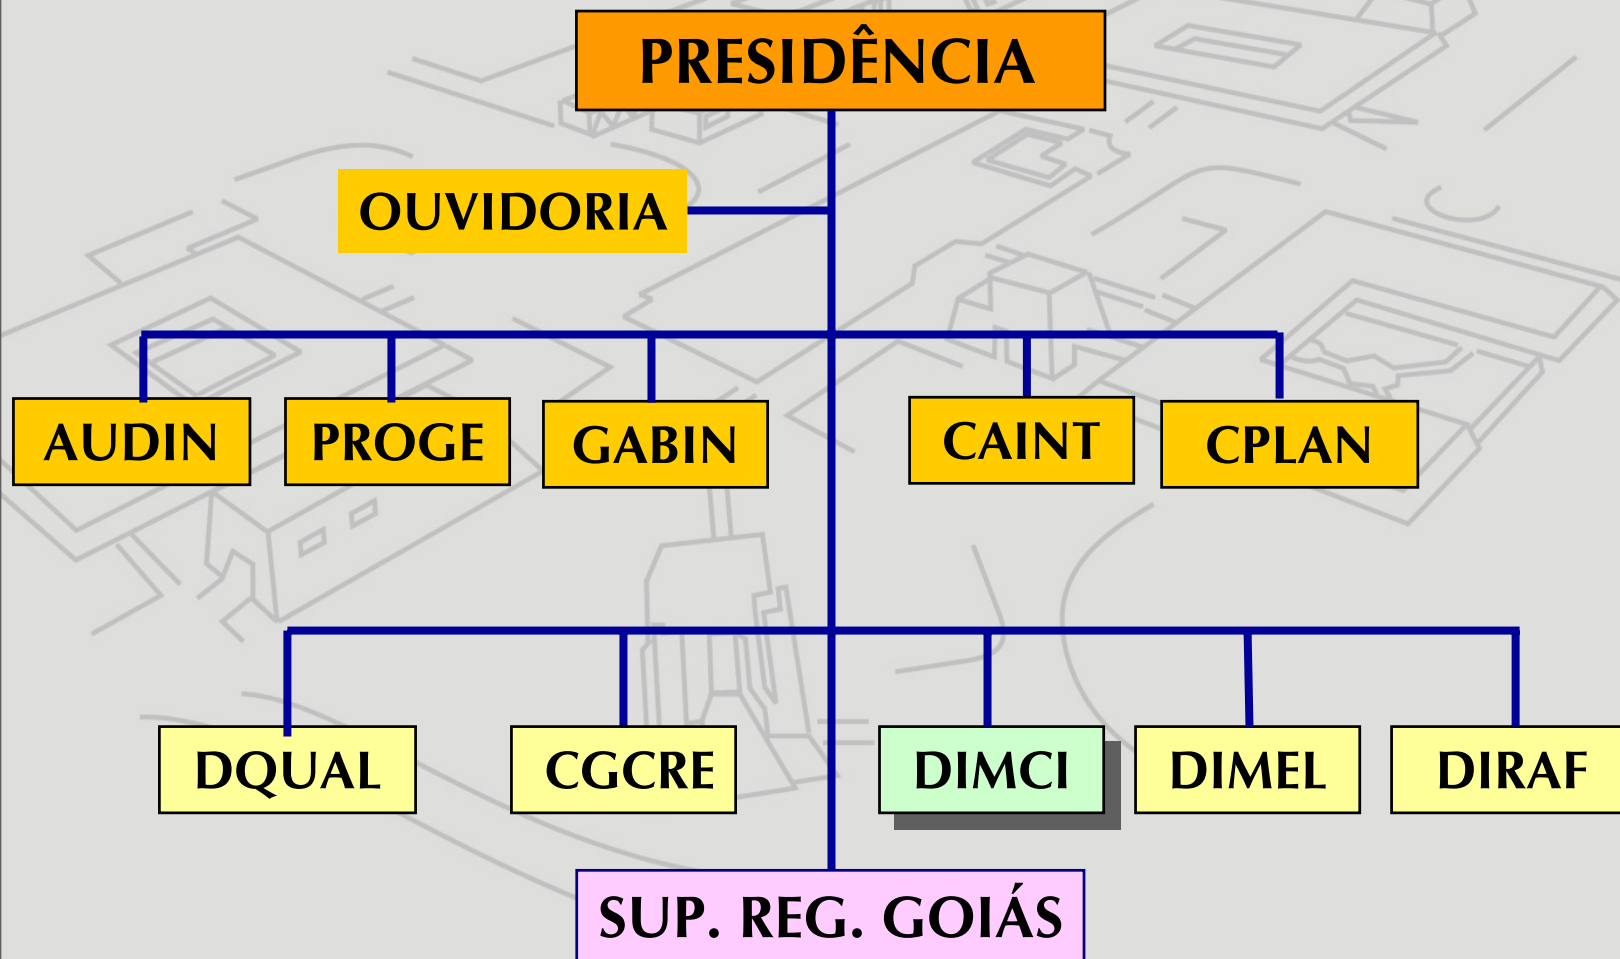 PRESIDÊNCIA
OUVIDORIA
AUDIN
PROGE
GABIN
CAINT
CPLAN
DQUAL
CGCRE
DIMCI
DIMEL
DIRAF
SUP. REG. GOIÁS